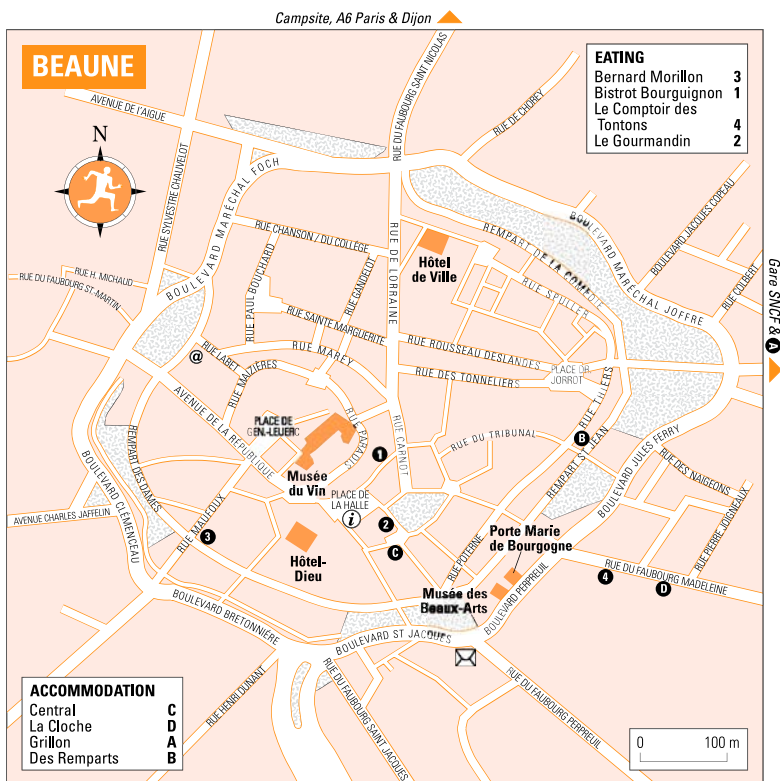 Campsite, A6 Paris & Dijon
BEAUNE
EATING
Bernard Morillon 3
Bistrot Bourguignon 1
Le Comptoir des
Tontons 4
Le Gourmandin 2
N
AVENUE DE l'AIGUE
RUE DU FAUBOURG SAINT NICOLAS
RUE DE CHOREY
RUE SYLVESTRE CHAUVELOT
BOULEVARD MARÉCHAL FOCH
RUE CHANSON / DU COLLÈGE
RUE DE LORRAINE
Hôtel
de Ville
REMPART DE LA COMEDIE
BOULEVARD MARÉCHAL JOFFRE
BOULEVARD JACQUES COPEAU
RUE COLBERT
Gare SNCF & A
RUE H. MICHAUD
RUE DU FAUBOURG ST-MARTIN
RUE PAUL BOUCHARD
RUE GANDELOT
RUE SPULLER
RUE SAINTE MARGUERITE
RUE ROUSSEAU DESLANDES
@
RUE LABET
RUE MAREY
RUE MAIZIÈRES
RUE DES TONNELIERS
PLACE DR.
JORROT
RUE THIERS
AVENUE DE LA RÉPUBLIQUE
PLACE DE
GEN.-LELERC
RUE PARADIS
RUE CARNOT
RUE DU TRIBUNAL
B
REMPART ST JEAN
BOULEVARD JULES FERRY
RUE DES NAIGEONS
RUE PIERRE JOIGNEAUX
REMPART DES DAMES
1
Musée
du Vin
PLACE DE
LA HALLE
i
2
C
BOULEVARD CLÉMENCEAU
AVENUE CHARLES JAFFELIN
RUE MAUFOUX
3
Hôtel-
Dieu
RUE POTERNE
Porte Marie
de Bourgogne
Musée des
Beaux-Arts
4
RUE DU FAUBOURG MADELEINE
D
BOULEVARD PERPREUIL
BOULEVARD BRETONNIÈRE
BOULEVARD ST JACQUES
RUE HENRI DUNANT
RUE DU FAUBOURG SAINT JACQUES
RUE DU FAUBOURG PERPREUIL
ACCOMMODATION
Central C
La Cloche D
Grillon A
Des Remparts B
0 100 m